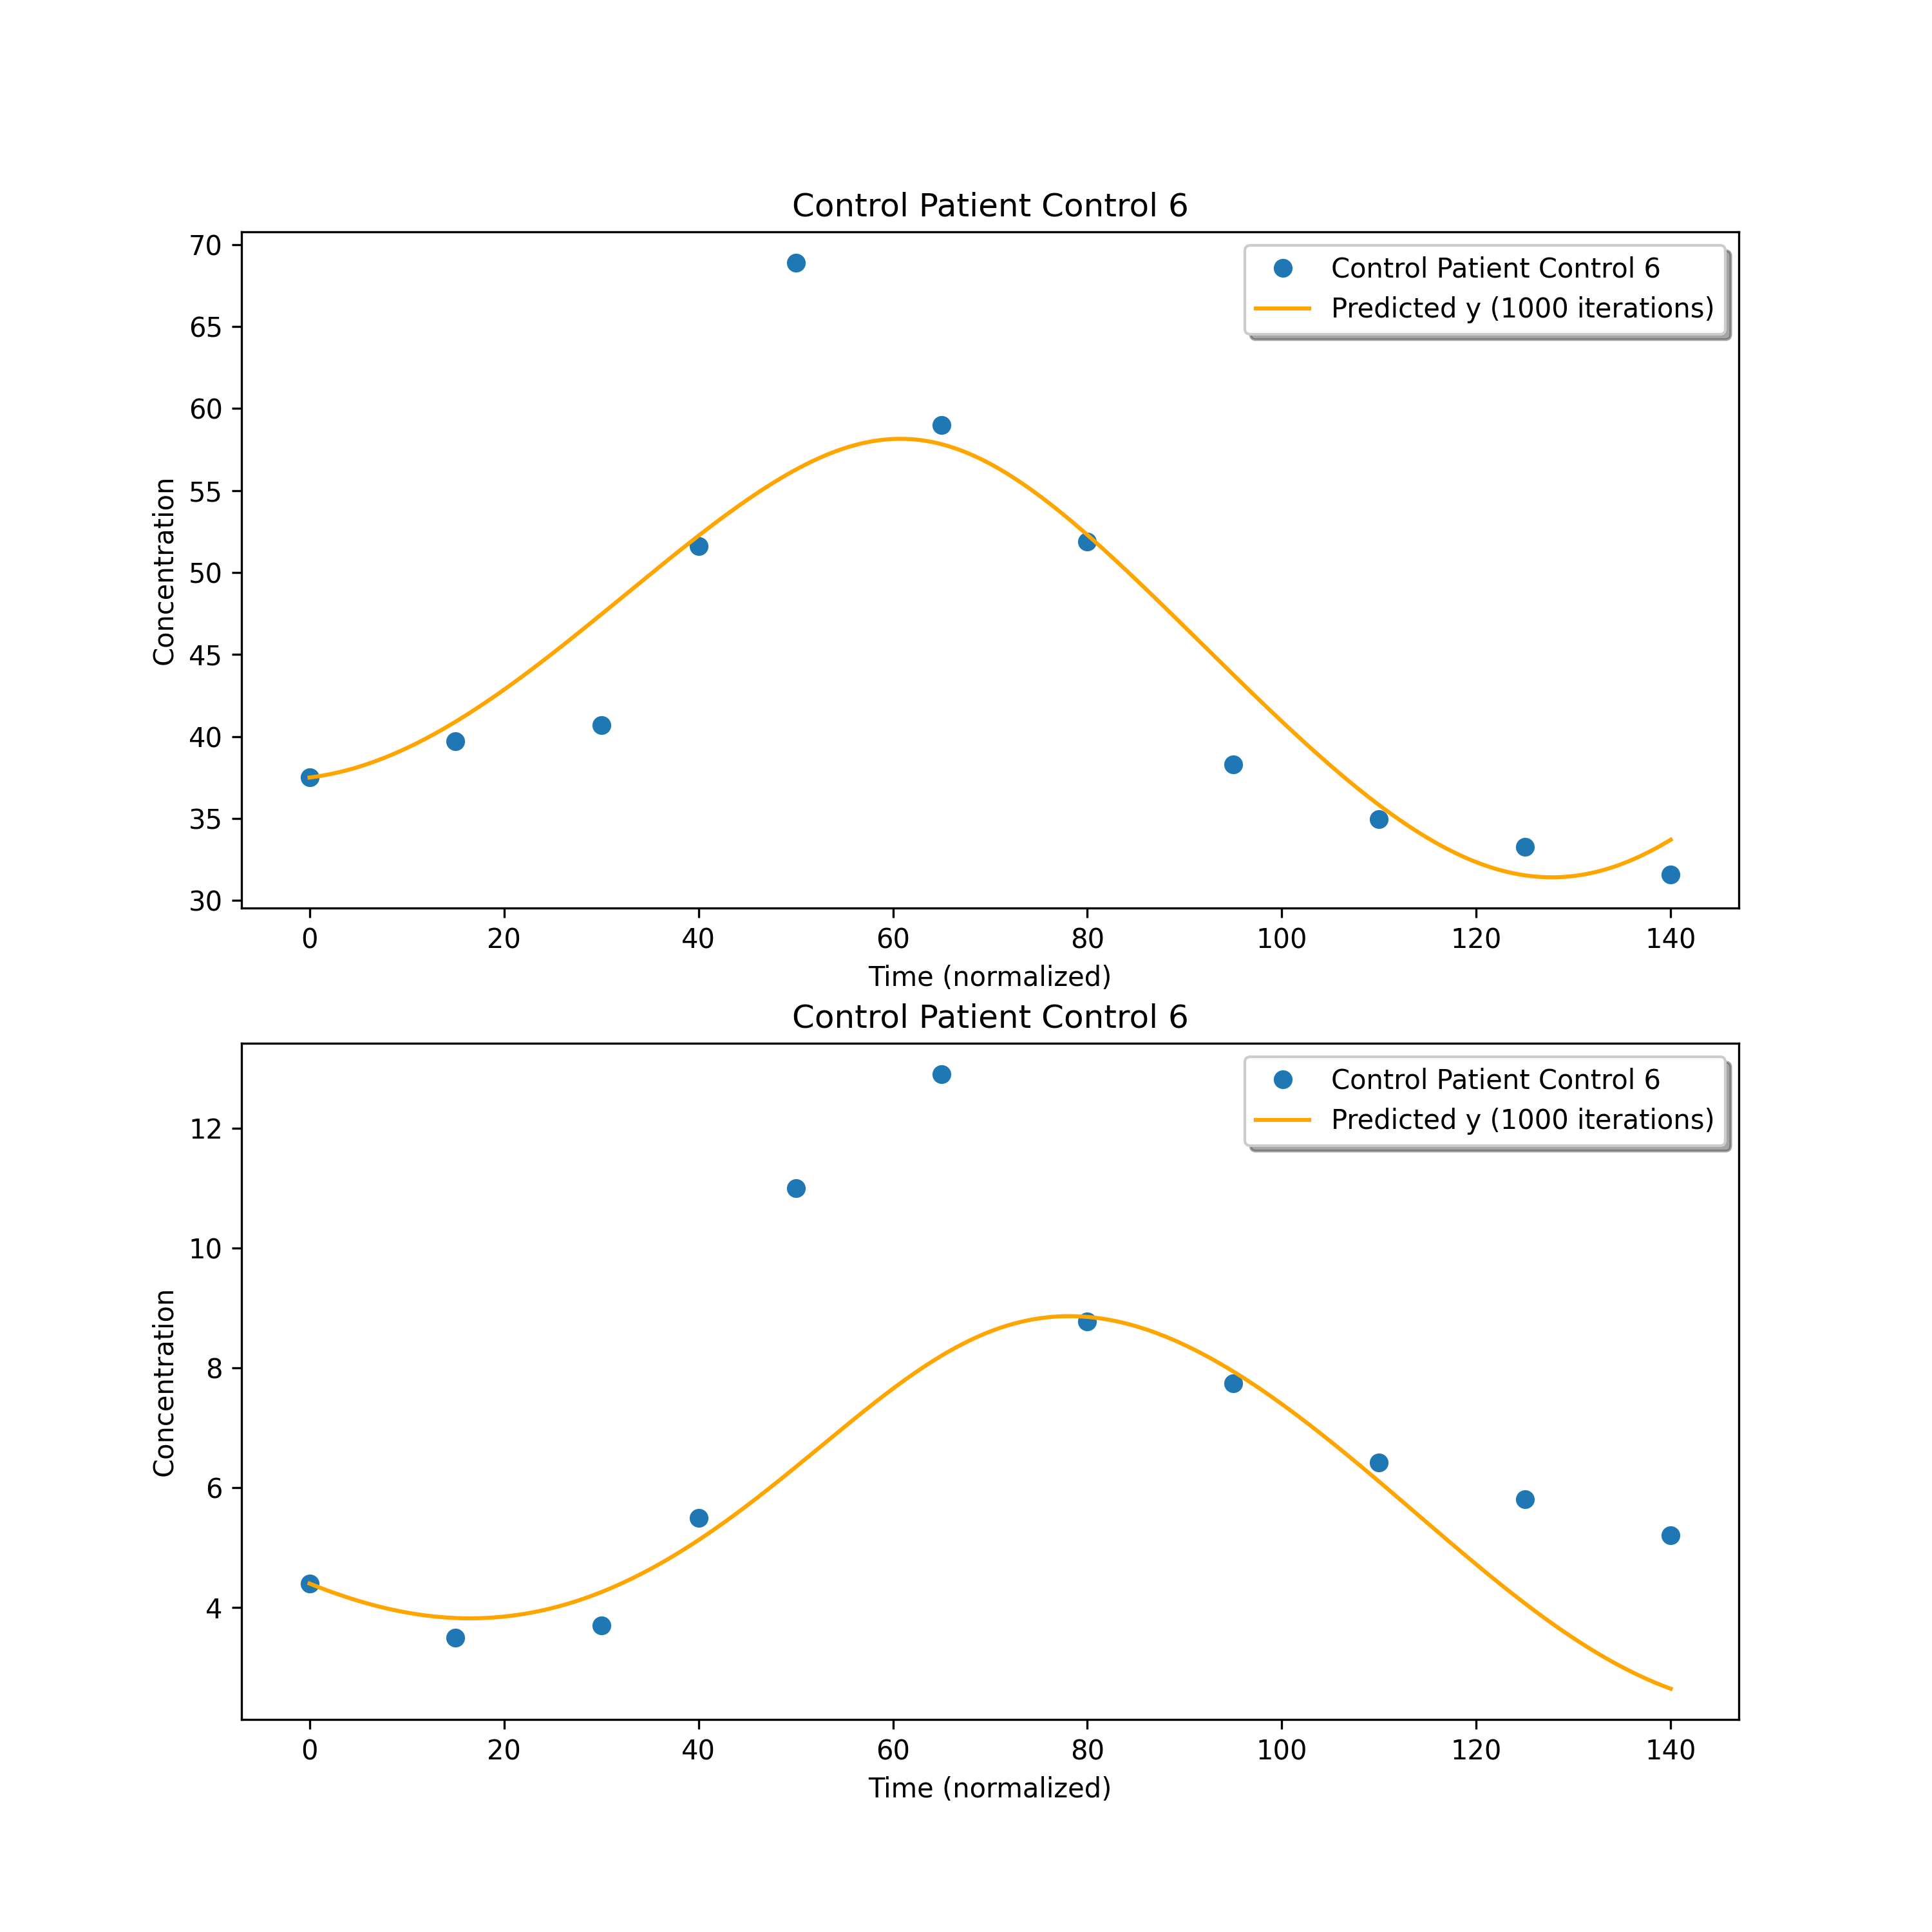 Control Patient Control 6
70
65
60
55
50
45
40
35
30
Concentration
Control Patient Control 6
Predicted y (1000 iterations)
0 20 40 60 80 100 120 140
Time (normalized)
Control Patient Control 6
12
10
8
6
4
Concentration
Control Patient Control 6
Predicted y (1000 iterations)
0 20 40 60 80 100 120 140
Time (normalized)